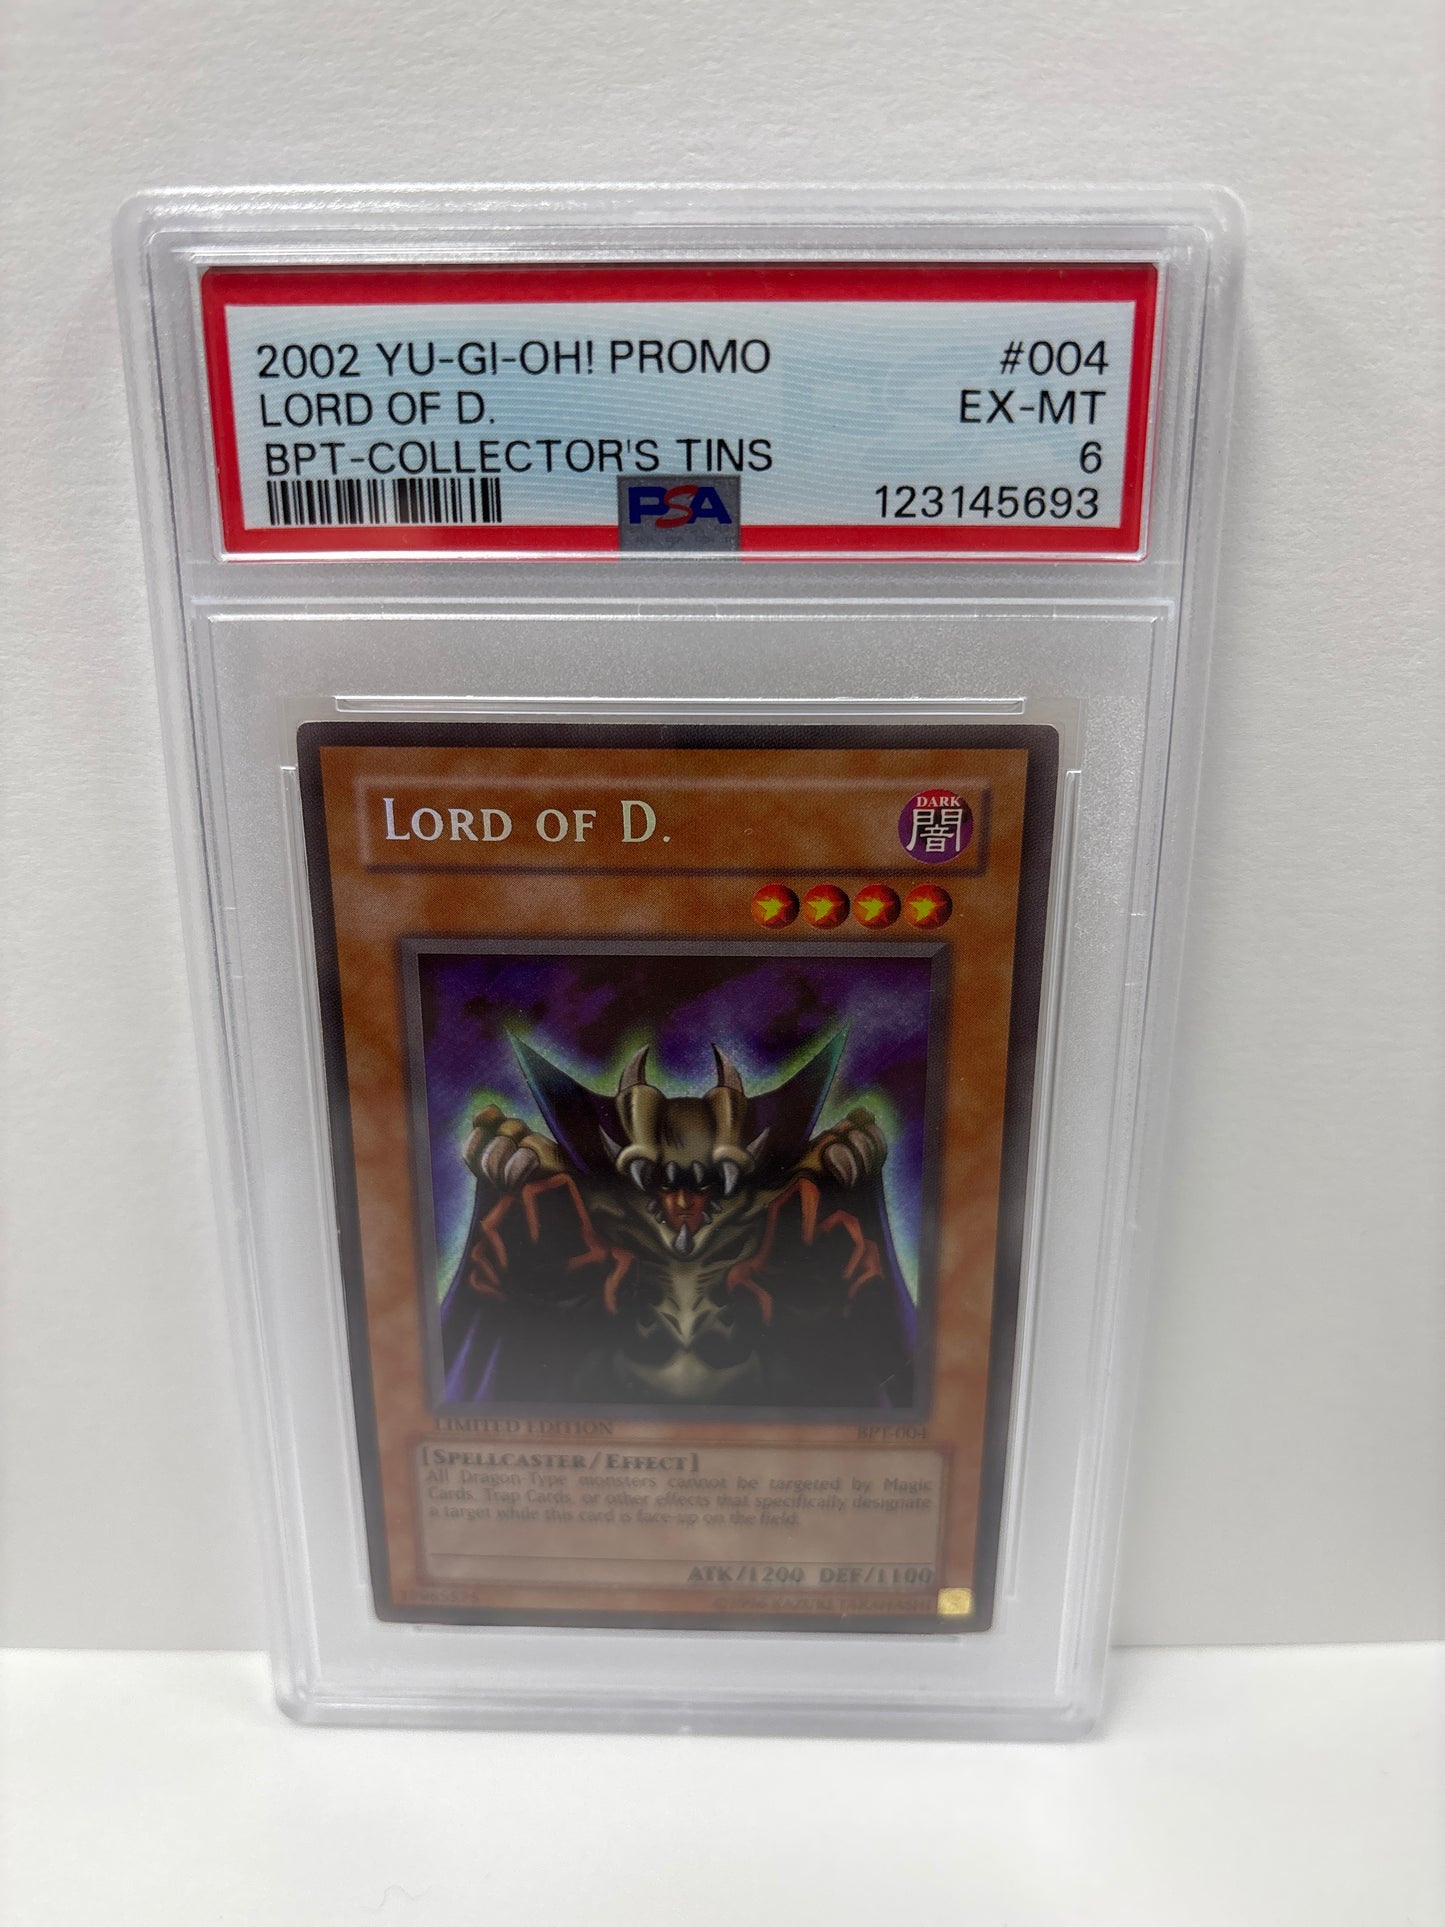 2002 YU-GI-OH! PROMO #004
LORD OF D. EX-MT
BPT-COLLECTOR'S TINS 6
PSA 123145693
LORD OF D.
DARK
闇
LIMITED EDITION BPT-004
[SPELLCASTER/EFFECT]
All Dragon-Type monsters cannot be targeted by Magic
Cards, Trap Cards, or other effects that specifically designate
a target while this card is face-up on the field.
ATK/1200 DEF/1100
©1996 KAZUKI TAKAHASHI